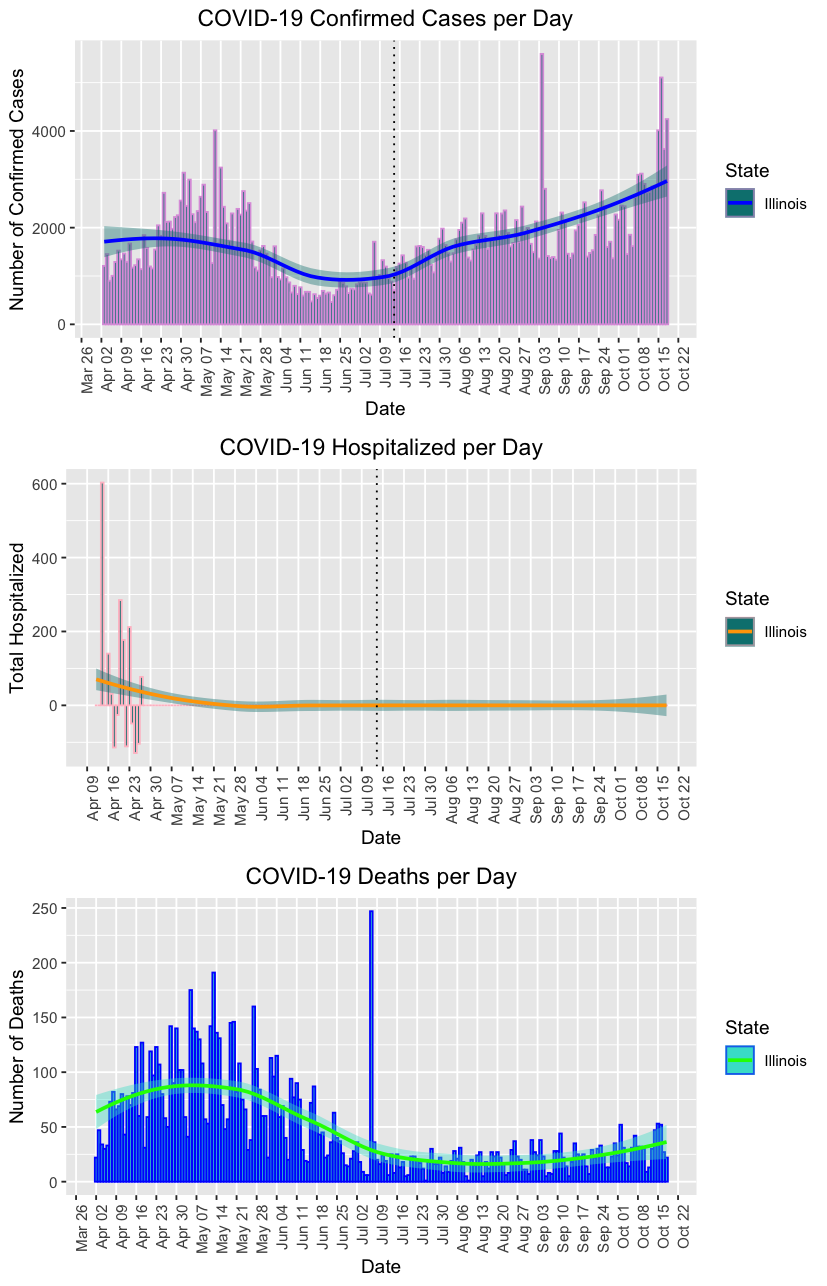 COVID-19 Confirmed Cases per Day
Number of Confirmed Cases
4000
2000
0
Mar 26
Apr 02
Apr 09
Apr 16
Apr 23
Apr 30
May 07
May 14
May 21
May 28
Jun 04
Jun 11
Jun 18
Jun 25
Jul 02
Jul 09
Jul 16
Jul 23
Jul 30
Aug 06
Aug 13
Aug 20
Aug 27
Sep 03
Sep 10
Sep 17
Sep 24
Oct 01
Oct 08
Oct 15
Oct 22
Date
State
Illinois
COVID-19 Hospitalized per Day
Total Hospitalized
600
400
200
0
Apr 09
Apr 16
Apr 23
Apr 30
May 07
May 14
May 21
May 28
Jun 04
Jun 11
Jun 18
Jun 25
Jul 02
Jul 09
Jul 16
Jul 23
Jul 30
Aug 06
Aug 13
Aug 20
Aug 27
Sep 03
Sep 10
Sep 17
Sep 24
Oct 01
Oct 08
Oct 15
Oct 22
Date
State
Illinois
COVID-19 Deaths per Day
Number of Deaths
250
200
150
100
50
0
Mar 26
Apr 02
Apr 09
Apr 16
Apr 23
Apr 30
May 07
May 14
May 21
May 28
Jun 04
Jun 11
Jun 18
Jun 25
Jul 02
Jul 09
Jul 16
Jul 23
Jul 30
Aug 06
Aug 13
Aug 20
Aug 27
Sep 03
Sep 10
Sep 17
Sep 24
Oct 01
Oct 08
Oct 15
Oct 22
Date
State
Illinois